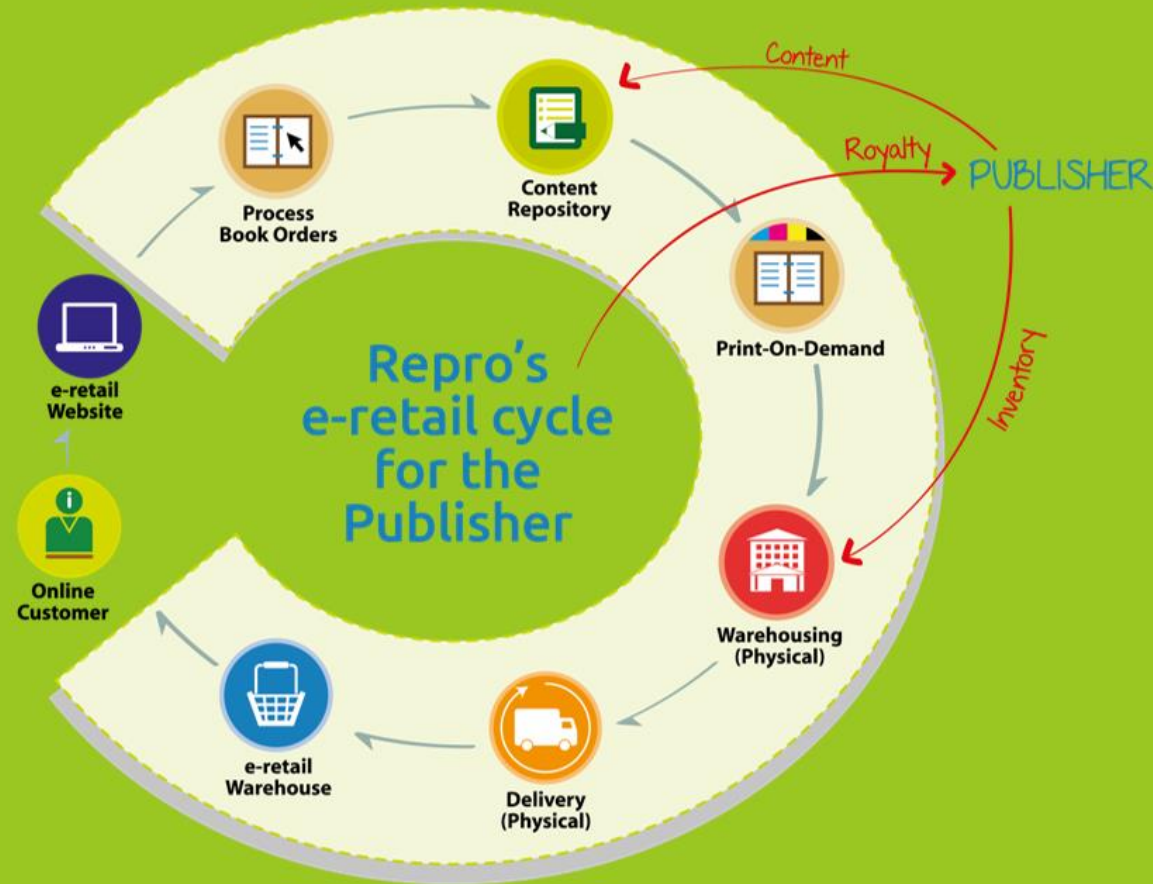 Content
Royalty
PUBLISHER
Inventory
Process
Book Orders
Content
Repository
Print-On-Demand
Warehousing
(Physical)
Delivery
(Physical)
e-retail
Warehouse
Online
Customer
e-retail
Website
Repro's
e-retail cycle
for the
Publisher